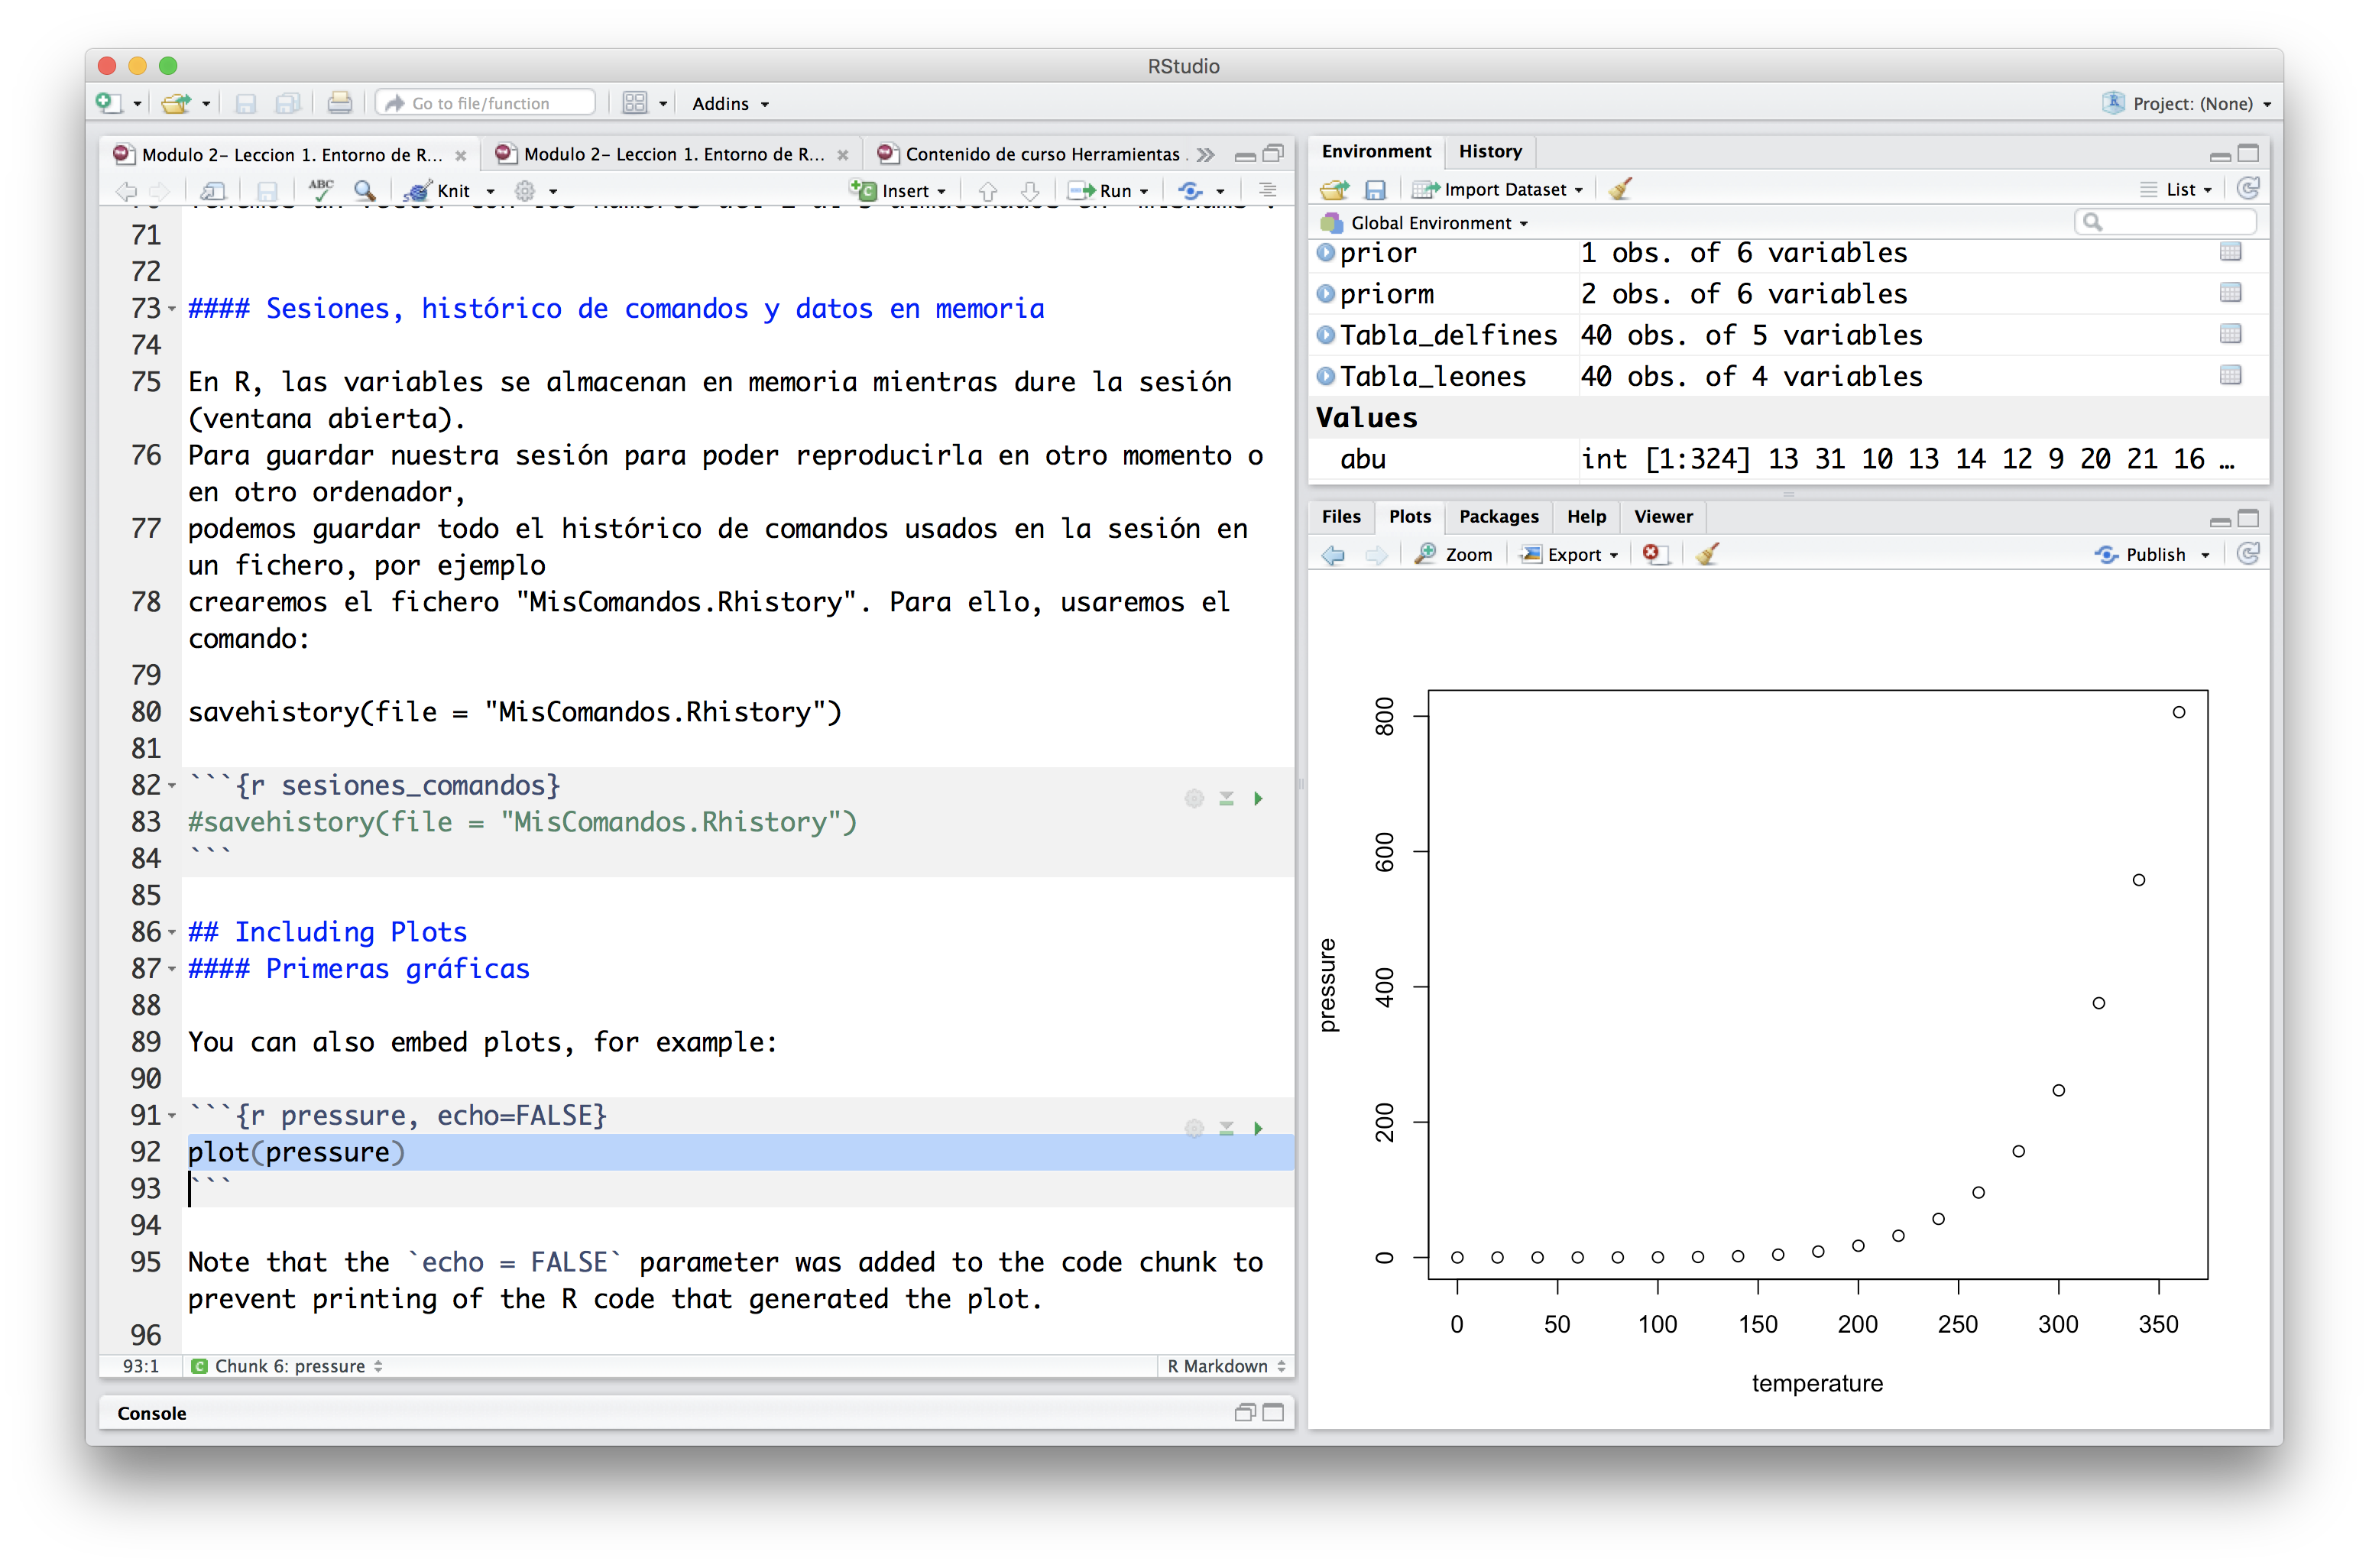 RStudio
Go to file/function
Addins
Project: (None)
Modulo 2- Leccion 1. Entorno de R...
Modulo 2- Leccion 1. Entorno de R...
Contenido de curso Herramientas
ABC
Knit
Insert
Run
71
72
73 #### Sesiones, histórico de comandos y datos en memoria
74
75 En R, las variables se almacenan en memoria mientras dure la sesión
(ventana abierta).
76 Para guardar nuestra sesión para poder reproducirla en otro momento o
en otro ordenador,
77 podemos guardar todo el histórico de comandos usados en la sesión en
un fichero, por ejemplo
78 crearemos el fichero "MisComandos.Rhistory". Para ello, usaremos el
comando:
79
80 savehistory(file = "MisComandos.Rhistory")
81
82 ```{r sesiones_comandos}
83 #savehistory(file = "MisComandos.Rhistory")
84 ```
85
86 ## Including Plots
87 #### Primeras gráficas
88
89 You can also embed plots, for example:
90
91 ```{r pressure, echo=FALSE}
92 plot(pressure)
93 ```
94
95 Note that the `echo = FALSE` parameter was added to the code chunk to
prevent printing of the R code that generated the plot.
96
93:1 C Chunk 6: pressure R Markdown
Console
Environment History
Import Dataset List
Global Environment
prior 1 obs. of 6 variables
priorm 2 obs. of 6 variables
Tabla_delfines 40 obs. of 5 variables
Tabla_leones 40 obs. of 4 variables
Values
abu int [1:324] 13 31 10 13 14 12 9 20 21 16 …
Files Plots Packages Help Viewer
Zoom Export Publish
800
600
400
200
0
pressure
0 50 100 150 200 250 300 350
temperature